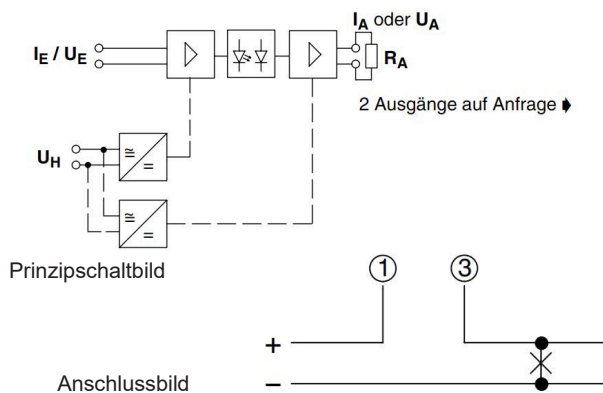 I_A oder U_A
I_E / U_E
R_A
2 Ausgänge auf Anfrage ➧
U_H
≅
=
≅
=
Prinzipschaltbild
① ③
+
Anschlussbild −